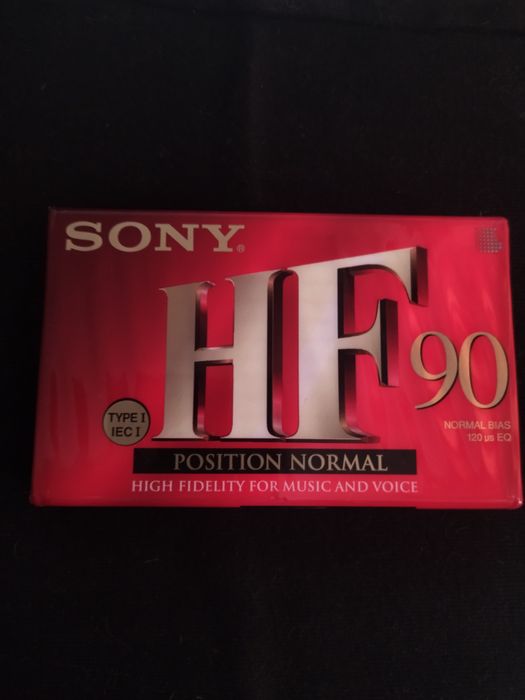 SONY®
HF 90
TYPE I
IEC I
NORMAL BIAS
120 µs EQ
POSITION NORMAL
HIGH FIDELITY FOR MUSIC AND VOICE